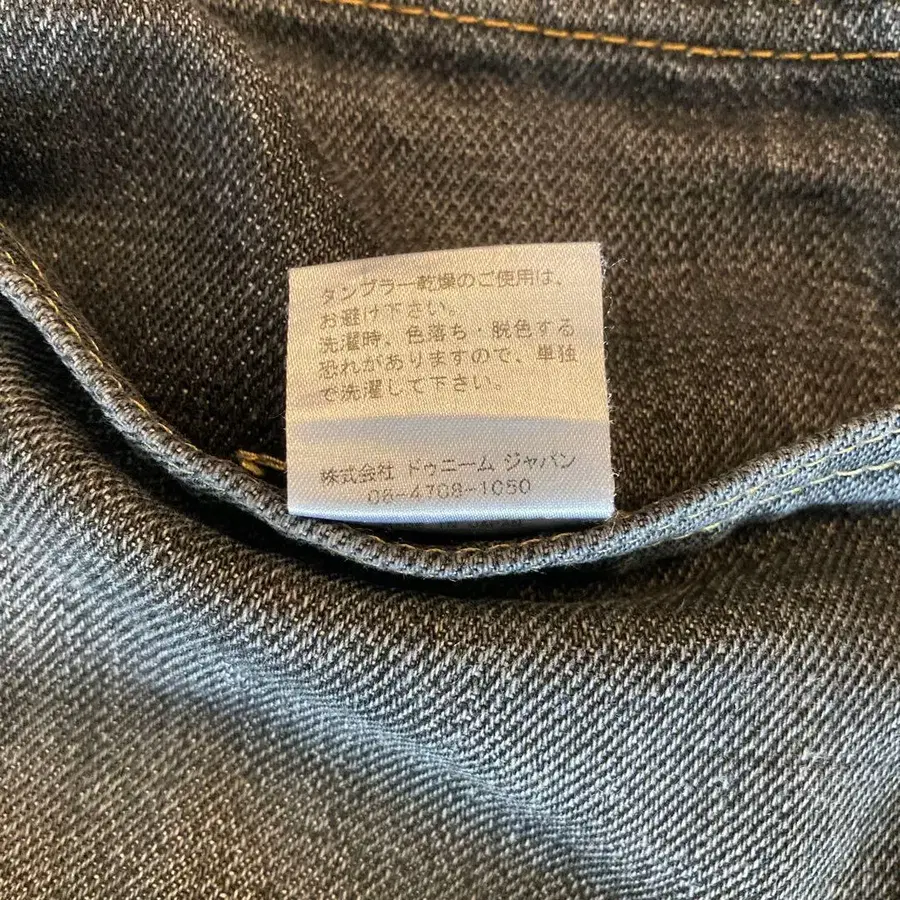 タンブラー乾燥のご使用は、
お避け下さい。
洗濯時、色落ち・脱色する
恐れがありますので、単独
で洗濯して下さい。
株式会社 ドゥニーム ジャパン
06-4708-1050